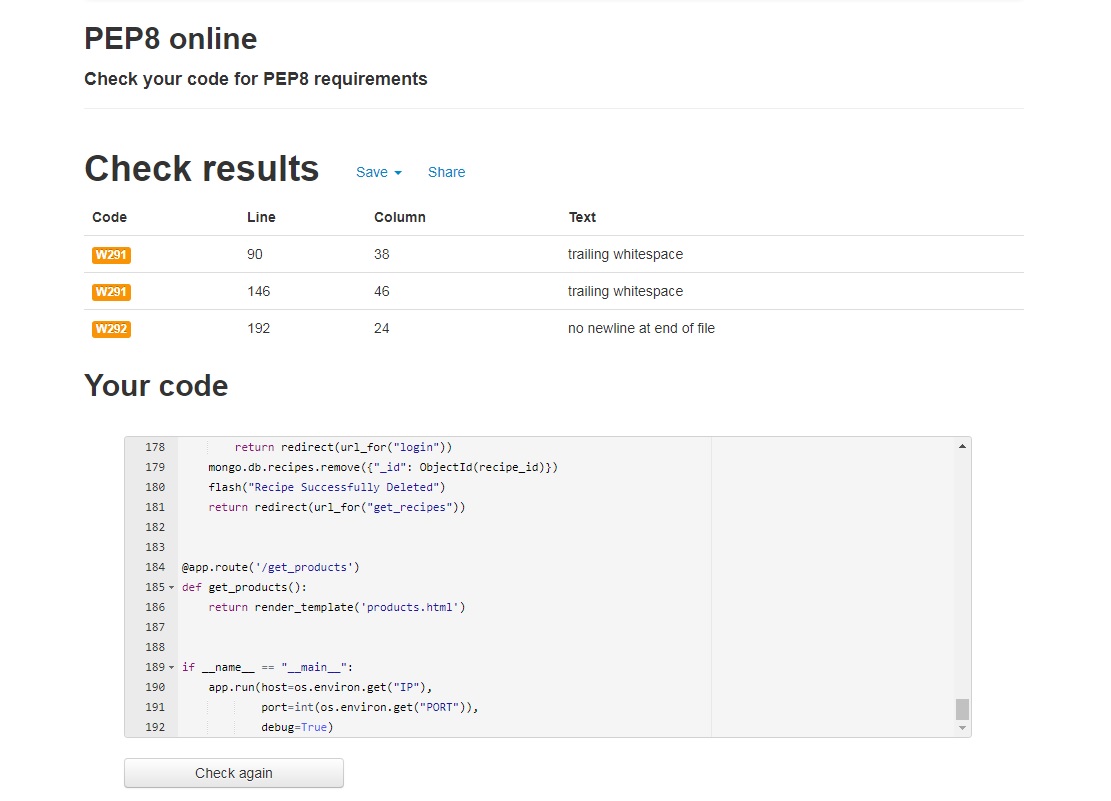 PEP8 online
Check your code for PEP8 requirements
Check results Save Share
Code Line Column Text
W291 90 38 trailing whitespace
W291 146 46 trailing whitespace
W292 192 24 no newline at end of file
Your code
178         return redirect(url_for("login"))
179     mongo.db.recipes.remove({"_id": ObjectId(recipe_id)})
180     flash("Recipe Successfully Deleted")
181     return redirect(url_for("get_recipes"))
182
183
184 @app.route('/get_products')
185 def get_products():
186     return render_template('products.html')
187
188
189 if __name__ == "__main__":
190     app.run(host=os.environ.get("IP"),
191             port=int(os.environ.get("PORT")),
192             debug=True)
Check again